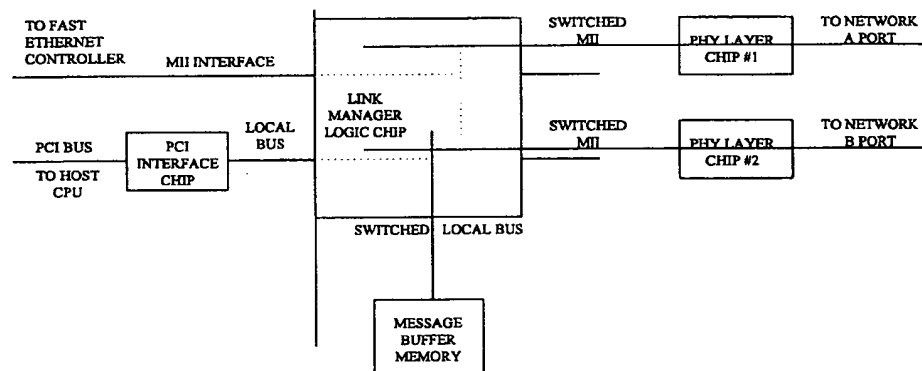 TO FAST
ETHERNET
CONTROLLER
MII INTERFACE
SWITCHED
MII
PHY LAYER
CHIP #1
TO NETWORK
A PORT
LINK
MANAGER
LOGIC CHIP
PCI BUS
TO HOST
CPU
PCI
INTERFACE
CHIP
LOCAL
BUS
SWITCHED
MII
PHY LAYER
CHIP #2
TO NETWORK
B PORT
SWITCHED
LOCAL BUS
MESSAGE
BUFFER
MEMORY